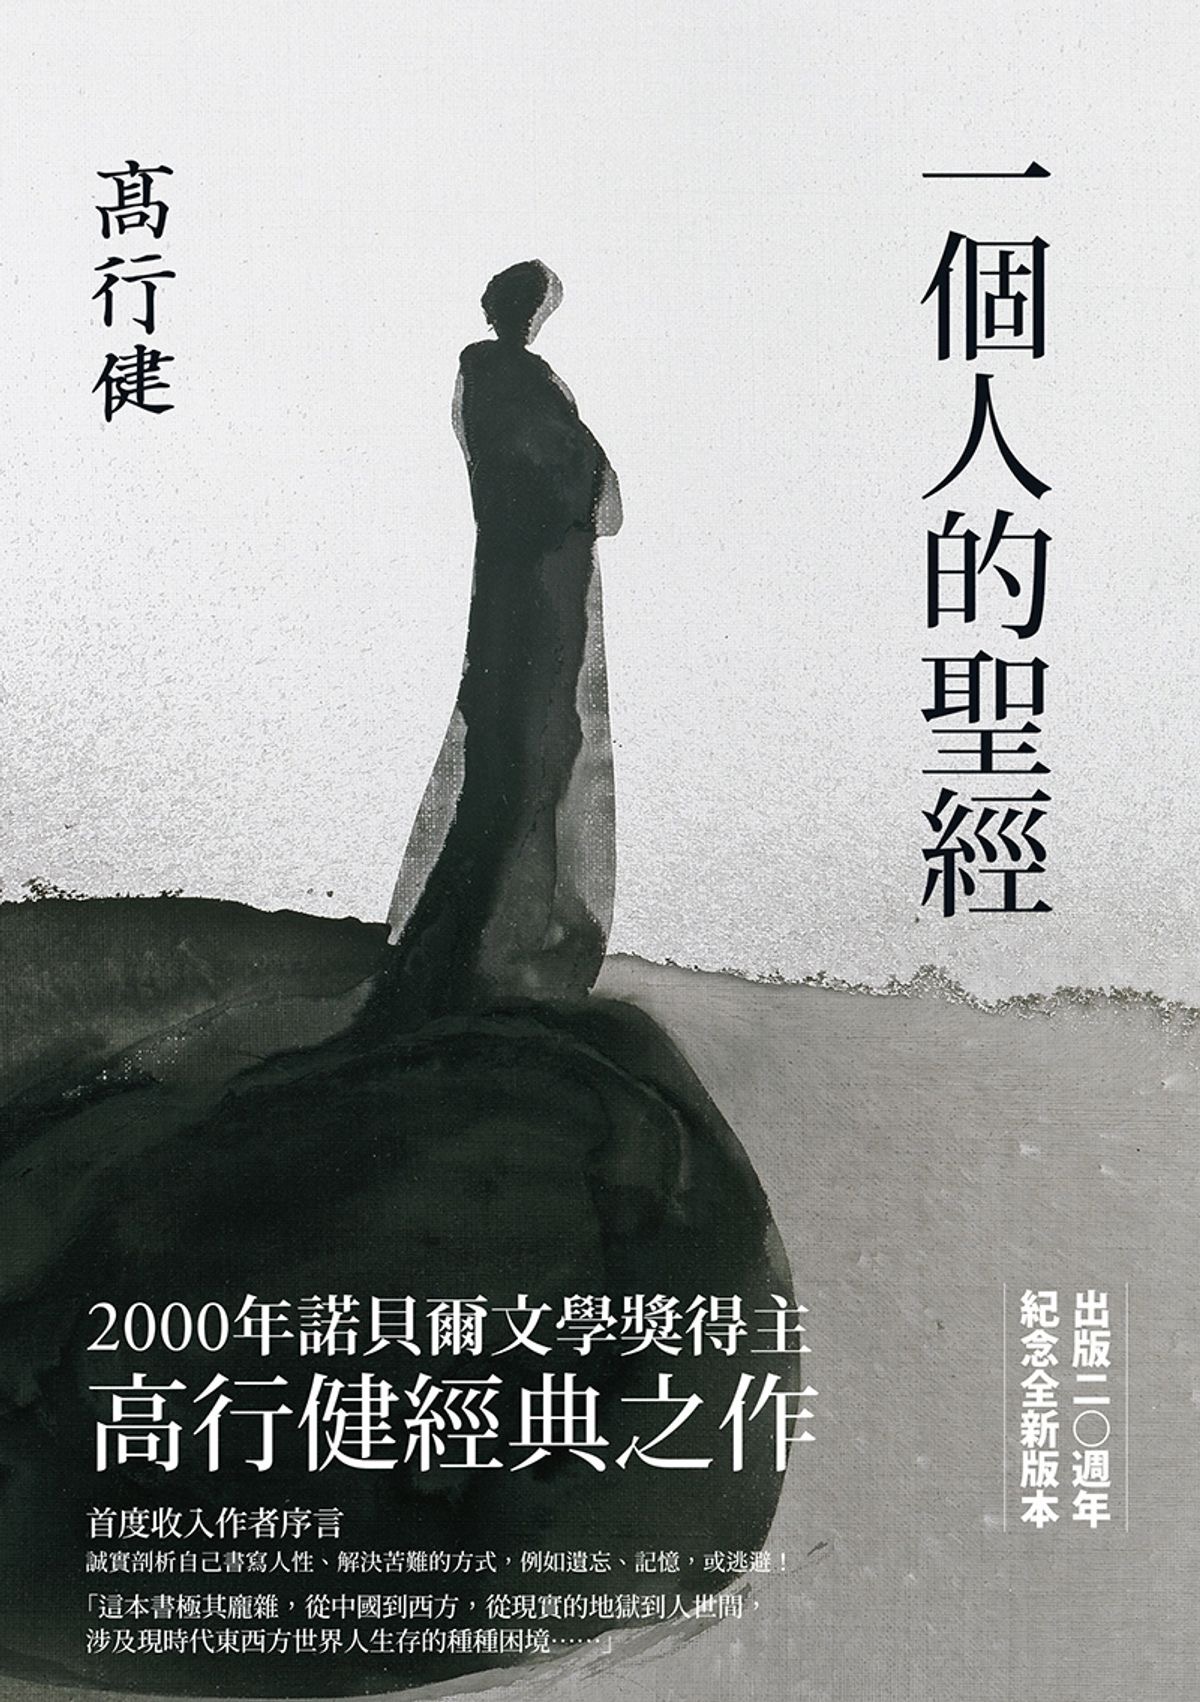 一個人的聖經
高行健
2000年諾貝爾文學獎得主
高行健經典之作
首度收入作者序言
誠實剖析自己書寫人性、解決苦難的方式，例如遺忘、記憶，或逃避！
「這本書極其龐雜，從中國到西方，從現實的地獄到人世間，
涉及現時代東西方世界人生存的種種困境……」
出版二〇週年
紀念全新版本